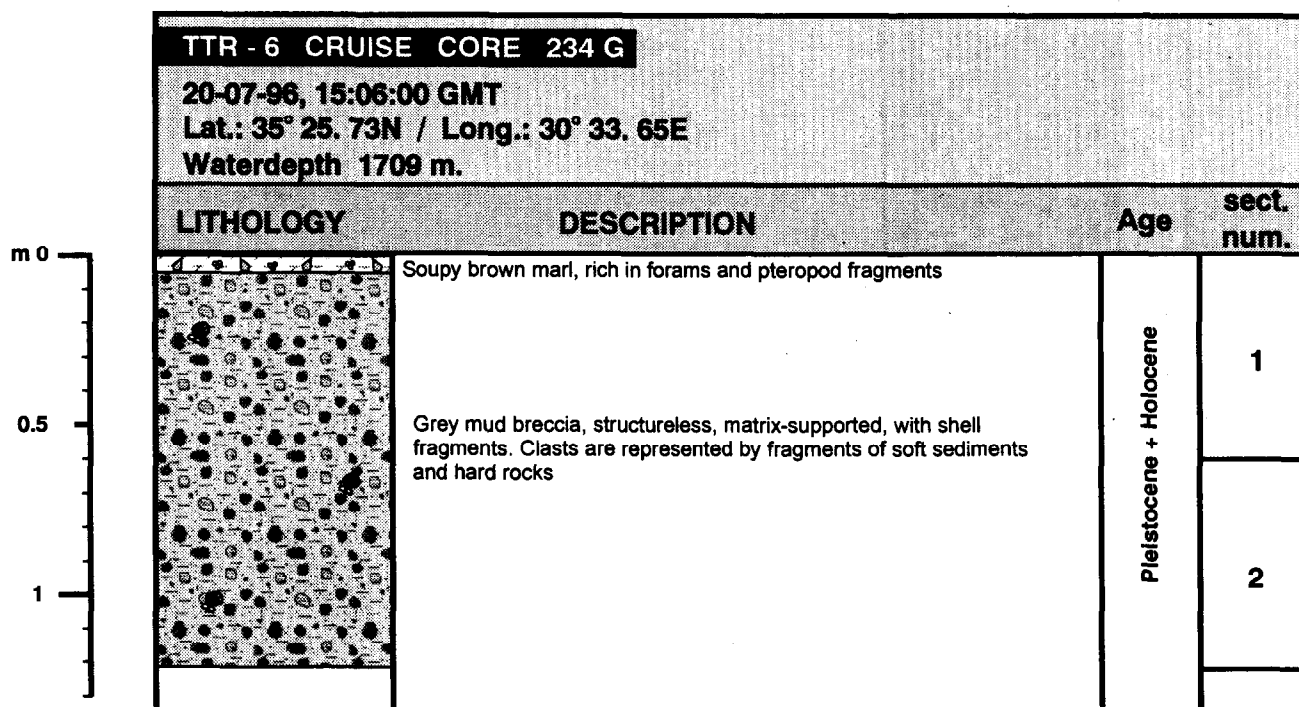 TTR - 6 CRUISE CORE 234 G
20-07-96, 15:06:00 GMT
Lat.: 35° 25. 73N / Long.: 30° 33. 65E
Waterdepth 1709 m.
LITHOLOGY DESCRIPTION Age sect. num.
m 0
Soupy brown marl, rich in forams and pteropod fragments
Pleistocene + Holocene
1
0.5
Grey mud breccia, structureless, matrix-supported, with shell
fragments. Clasts are represented by fragments of soft sediments
and hard rocks
2
1